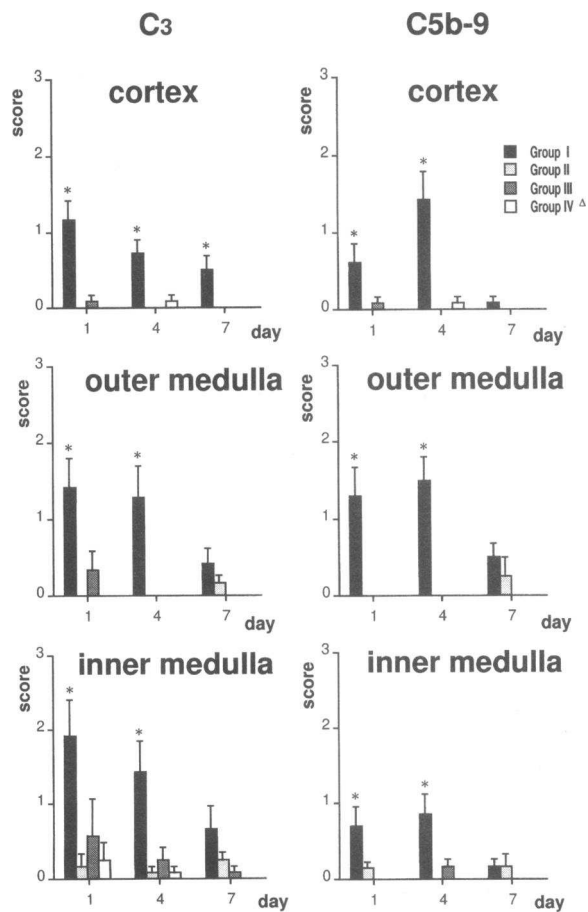 C3 C5b-9
3
cortex
score
2
1
0
1 4 7 day
3
cortex
score
2
1
0
1 4 7 day
Group I
Group II
Group III
Group IV Δ
* * *
* *
3
outer medulla
score
2
1
0
1 4 7 day
* *
3
outer medulla
score
2
1
0
1 4 7 day
* *
3
inner medulla
score
2
1
0
1 4 7 day
* *
3
inner medulla
score
2
1
0
1 4 7 day
* *